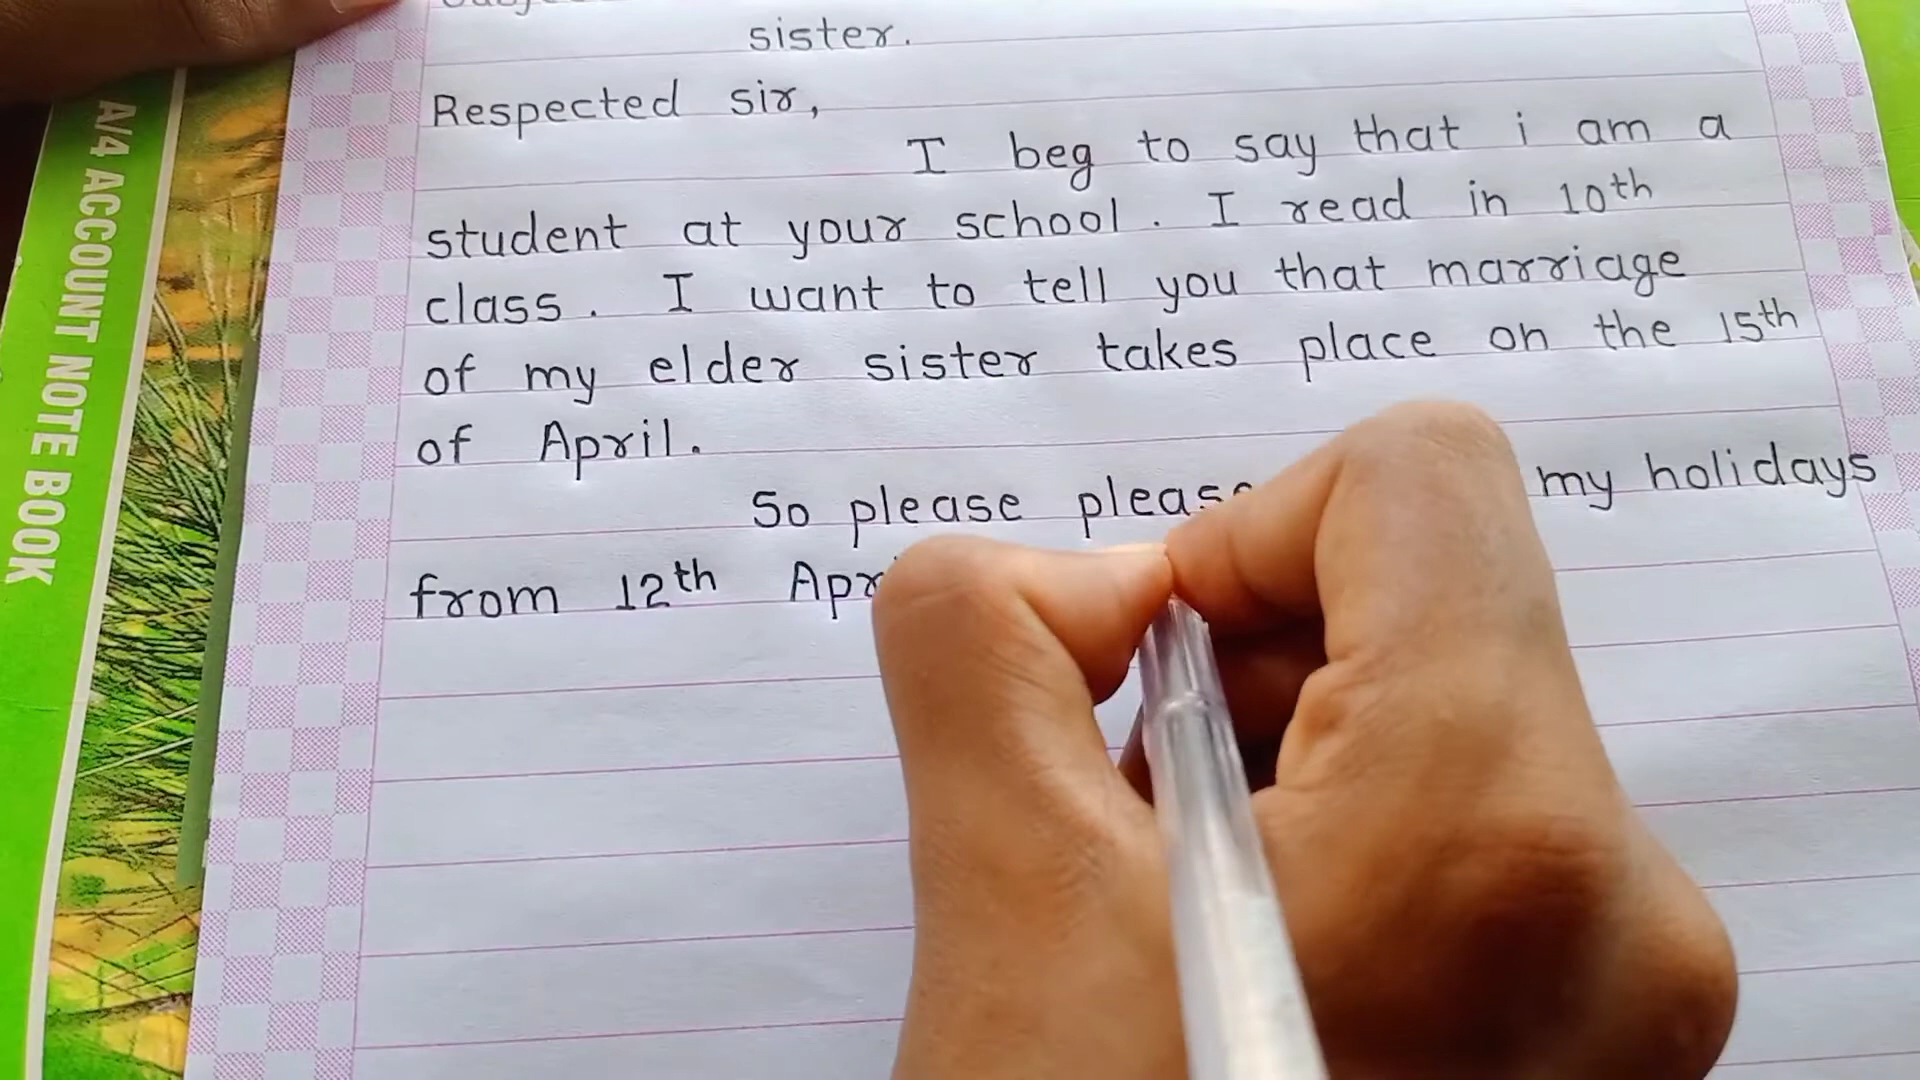 sister.
Respected sir,
I beg to say that i am a
student at your school. I read in 10th
class. I want to tell you that marriage
of my elder sister takes place on the 15th
of April.
So please please my holidays
from 12th
A/4 ACCOUNT NOTE BOOK